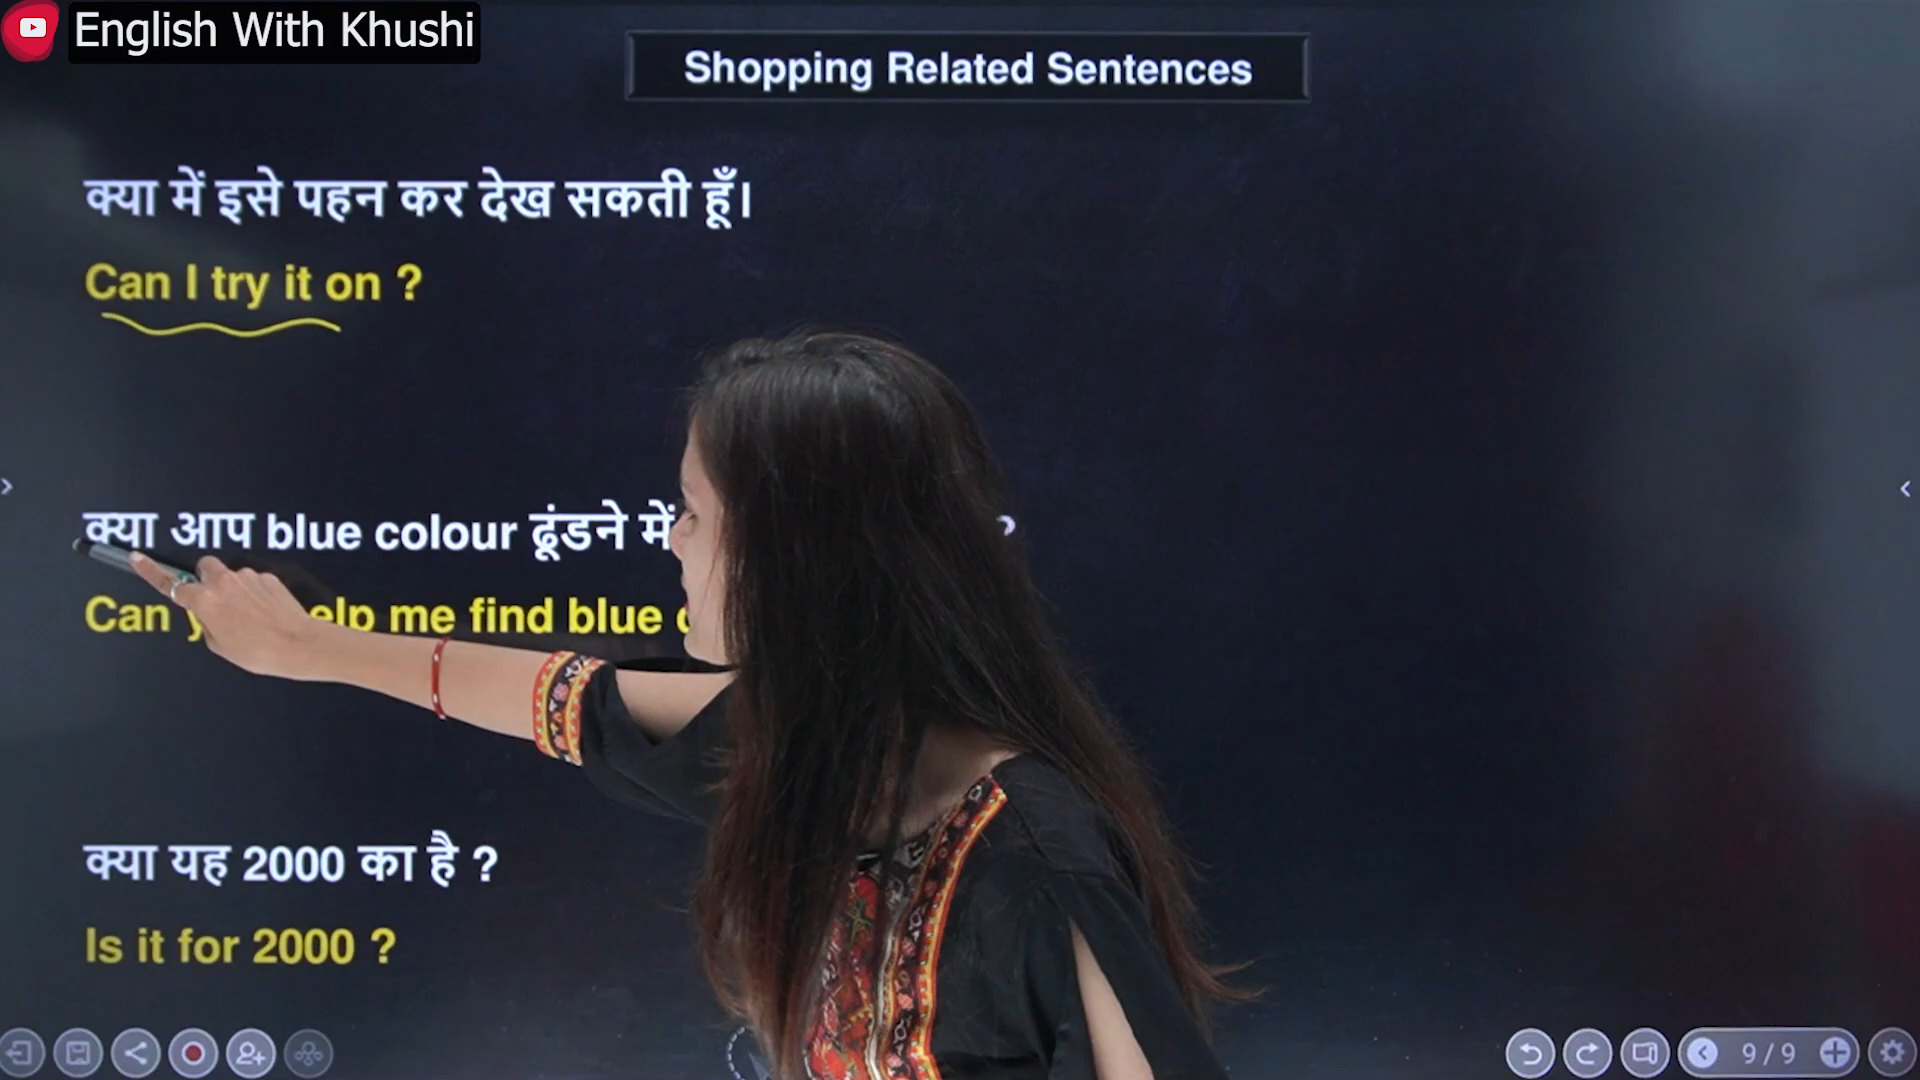 English With Khushi
Shopping Related Sentences
क्या में इसे पहन कर देख सकती हूँ।
Can I try it on ?
क्या आप blue colour ढूंडने में ?
Can help me find blue
क्या यह 2000 का है ?
Is it for 2000 ?
9 / 9